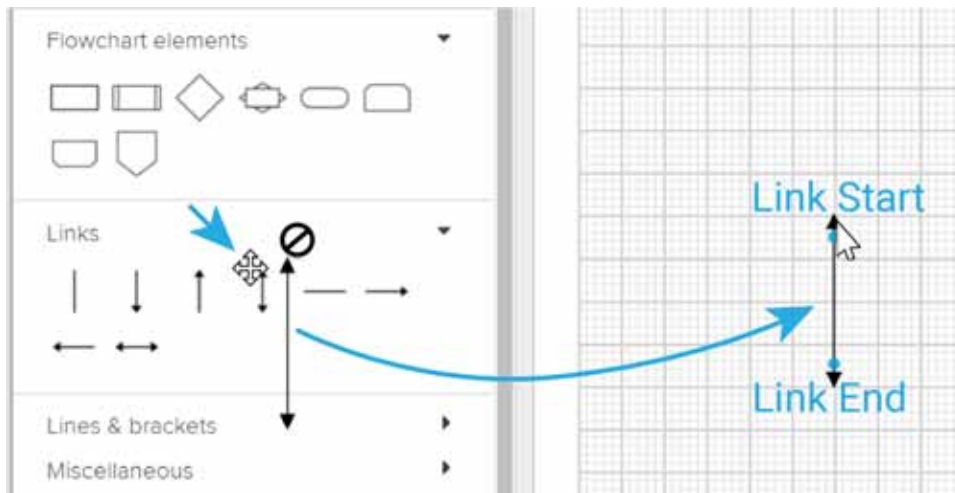 Flowchart elements
Links
Lines & brackets
Miscellaneous
Link Start
Link End